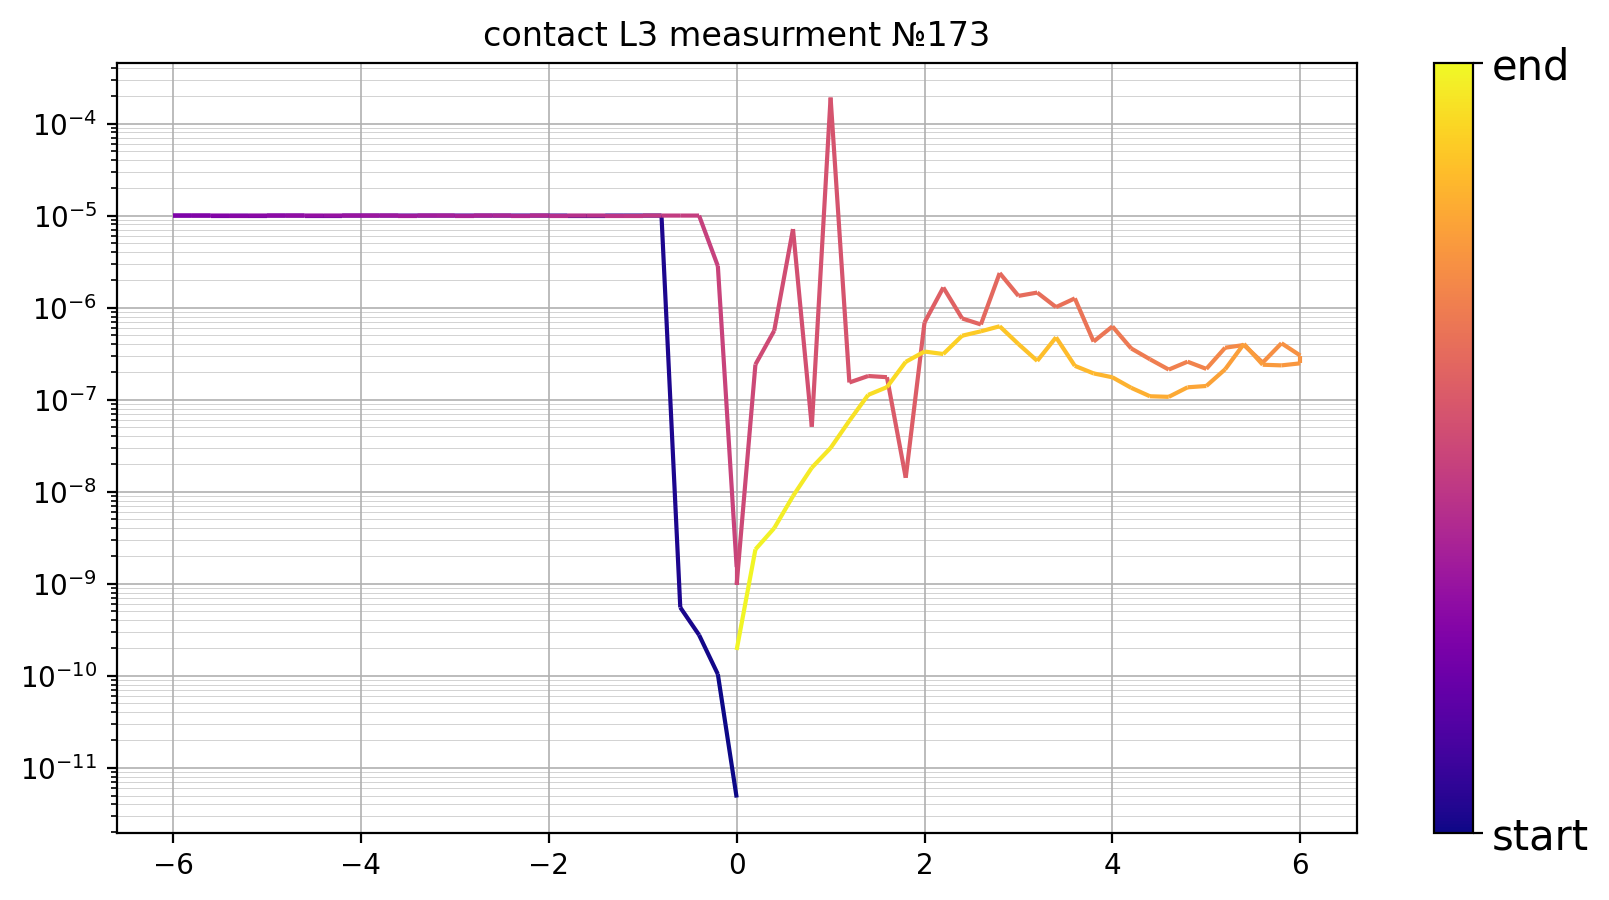 contact L3 measurment №173
10⁻⁴
10⁻⁵
10⁻⁶
10⁻⁷
10⁻⁸
10⁻⁹
10⁻¹⁰
10⁻¹¹
−6 −4 −2 0 2 4 6
end
start